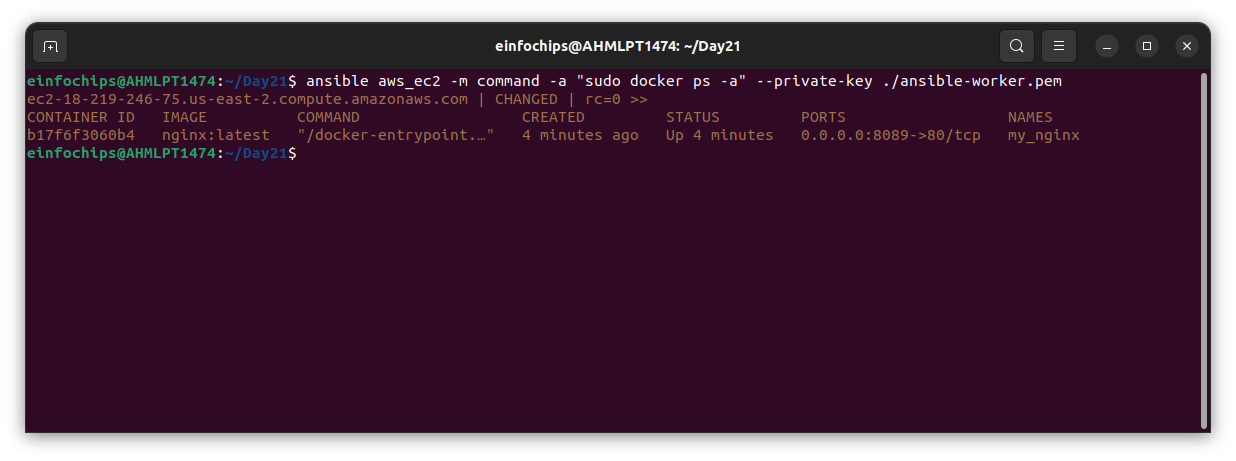 einfochips@AHMLPT1474: ~/Day21
einfochips@AHMLPT1474:~/Day21$ ansible aws_ec2 -m command -a "sudo docker ps -a" --private-key ./ansible-worker.pem
ec2-18-219-246-75.us-east-2.compute.amazonaws.com | CHANGED | rc=0 >>
CONTAINER ID   IMAGE          COMMAND                  CREATED         STATUS         PORTS                  NAMES
b17f6f3060b4   nginx:latest   "/docker-entrypoint.…"   4 minutes ago   Up 4 minutes   0.0.0.0:8089->80/tcp   my_nginx
einfochips@AHMLPT1474:~/Day21$